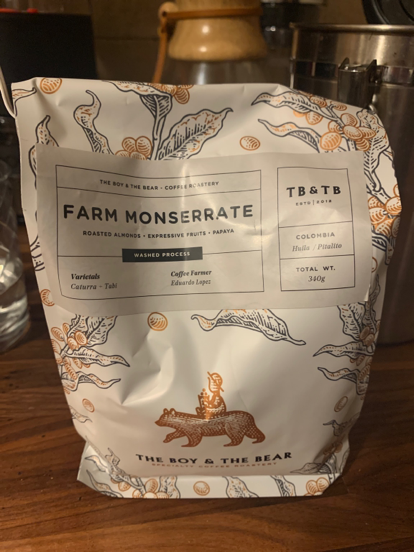 THE BOY & THE BEAR - COFFEE ROASTERY
FARM MONSERRATE
ROASTED ALMONDS • EXPRESSIVE FRUITS • PAPAYA
WASHED PROCESS
Varietals
Caturra - Tabi
Coffee Farmer
Eduardo Lopez
TB&TB
ESTD | 2016
COLOMBIA
Huila / Pitalito
TOTAL WT.
340g
THE BOY & THE BEAR
SPECIALTY COFFEE ROASTERY